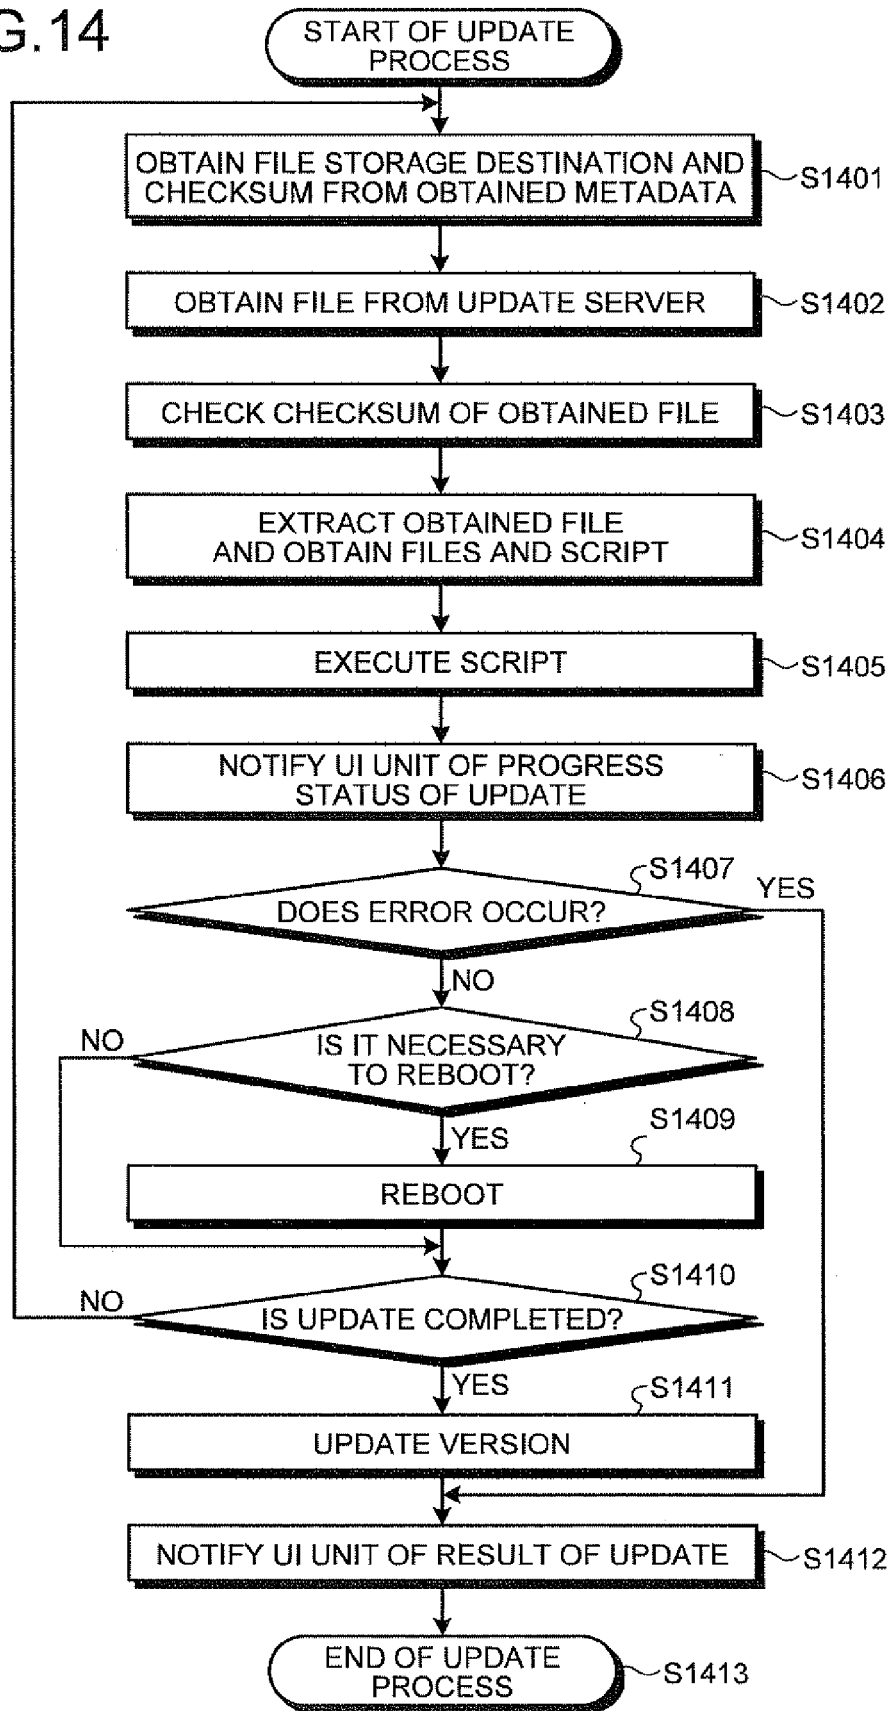 G.14
START OF UPDATE
PROCESS
OBTAIN FILE STORAGE DESTINATION AND
CHECKSUM FROM OBTAINED METADATA
S1401
OBTAIN FILE FROM UPDATE SERVER
S1402
CHECK CHECKSUM OF OBTAINED FILE
S1403
EXTRACT OBTAINED FILE
AND OBTAIN FILES AND SCRIPT
S1404
EXECUTE SCRIPT
S1405
NOTIFY UI UNIT OF PROGRESS
STATUS OF UPDATE
S1406
S1407
YES
DOES ERROR OCCUR?
NO
S1408
NO
IS IT NECESSARY
TO REBOOT?
YES
S1409
REBOOT
S1410
NO
IS UPDATE COMPLETED?
YES
S1411
UPDATE VERSION
NOTIFY UI UNIT OF RESULT OF UPDATE
S1412
END OF UPDATE
PROCESS
S1413